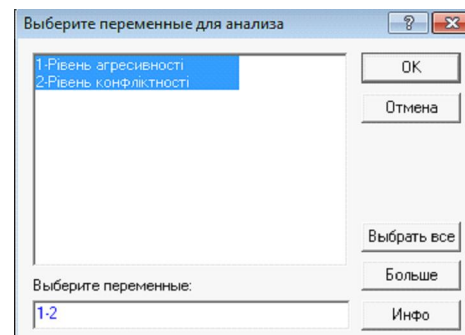 Выберите переменные для анализа
1-Рівень агресивності
2-Рівень конфліктності
OK
Отмена
Выбрать все
Больше
Выберите переменные:
1-2
Инфо